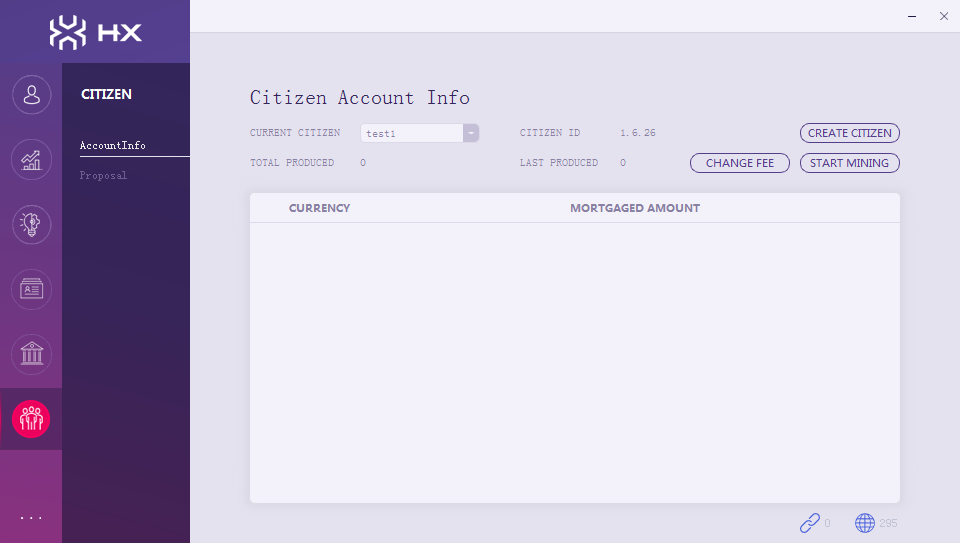 HX
CITIZEN
AccountInfo
Proposal
...
Citizen Account Info
CURRENT CITIZEN test1 CITIZEN ID 1.6.26 CREATE CITIZEN
TOTAL PRODUCED 0 LAST PRODUCED 0 CHANGE FEE START MINING
CURRENCY MORTGAGED AMOUNT
0 295